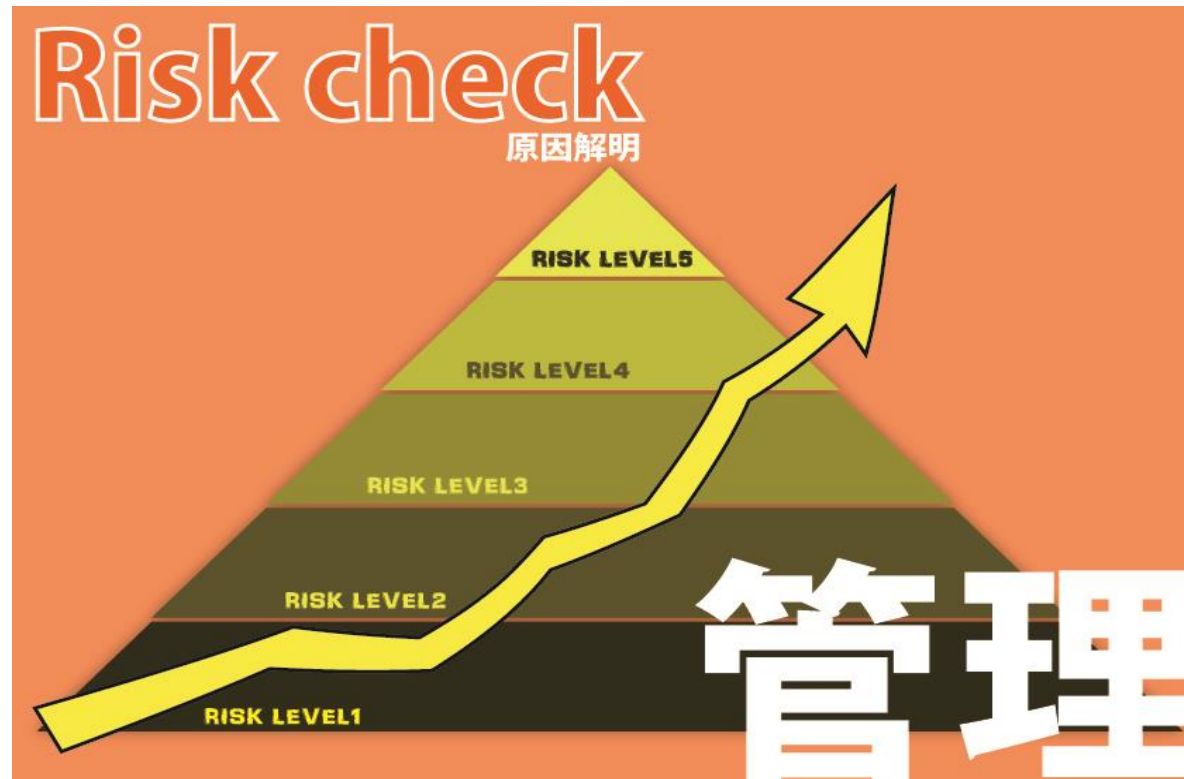 Risk check
原因解明
RISK LEVEL5
RISK LEVEL4
RISK LEVEL3
RISK LEVEL2
RISK LEVEL1
管理